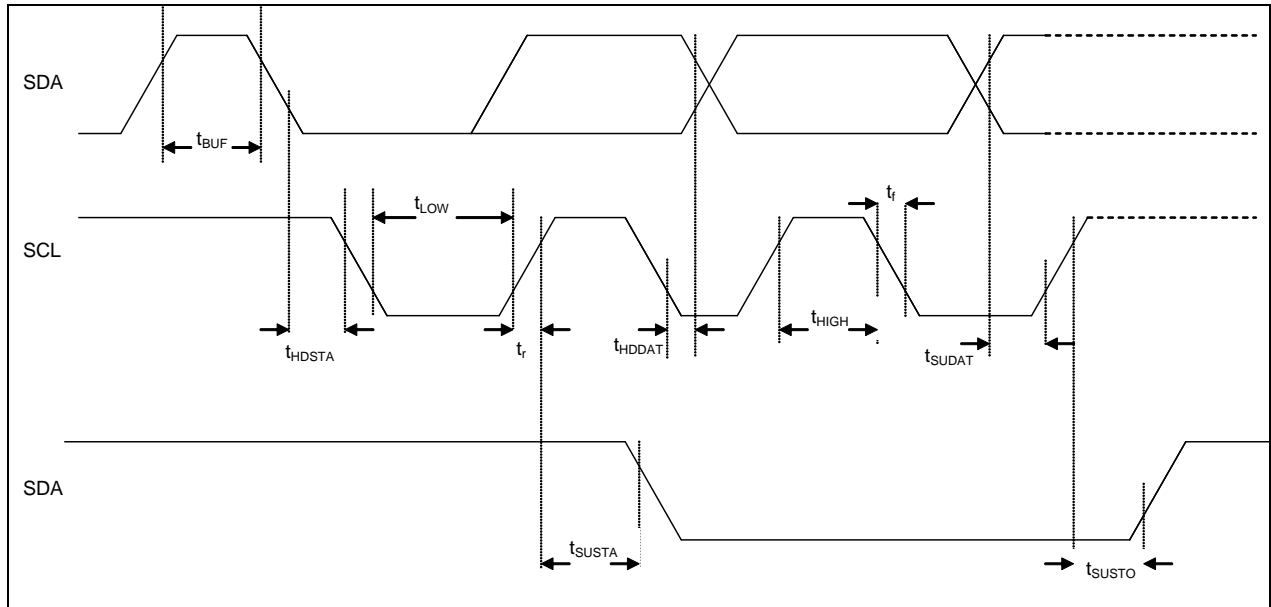 SDA
tBUF
tLOW
tf
SCL
tHDSTA
tr
tHDDAT
tHIGH
tSUDAT
SDA
tSUSTA
tSUSTO